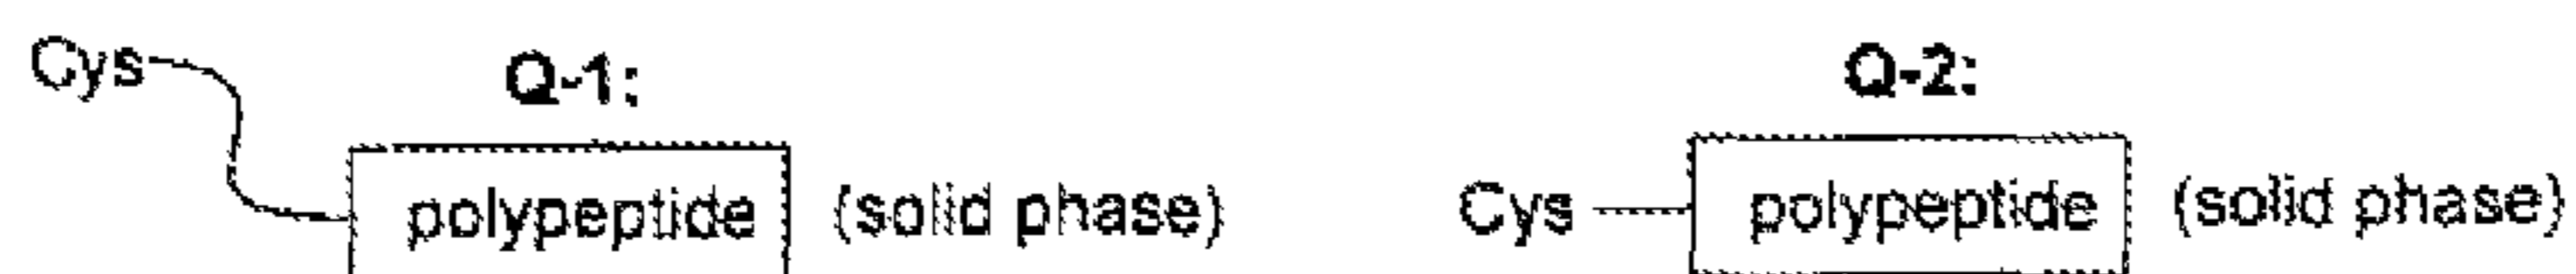 Cys Q-1: Q-2:
polypeptide (solid phase) Cys polypeptide (solid phase)